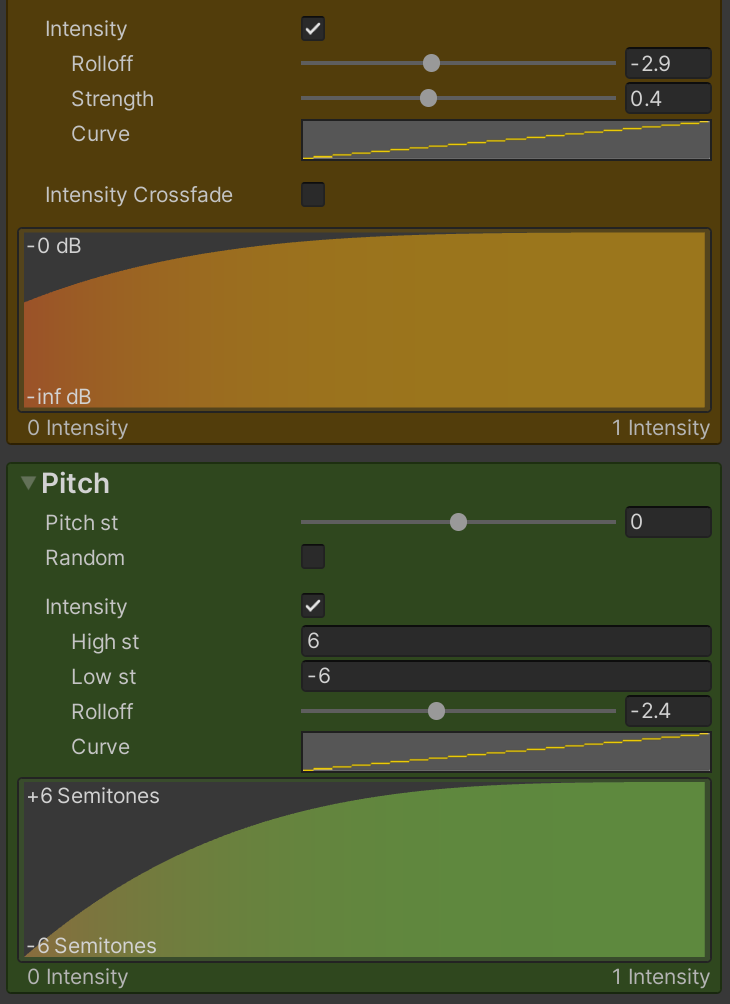 Intensity
Rolloff -2.9
Strength 0.4
Curve
Intensity Crossfade
-0 dB
-inf dB
0 Intensity 1 Intensity
Pitch
Pitch st 0
Random
Intensity
High st 6
Low st -6
Rolloff -2.4
Curve
+6 Semitones
-6 Semitones
0 Intensity 1 Intensity